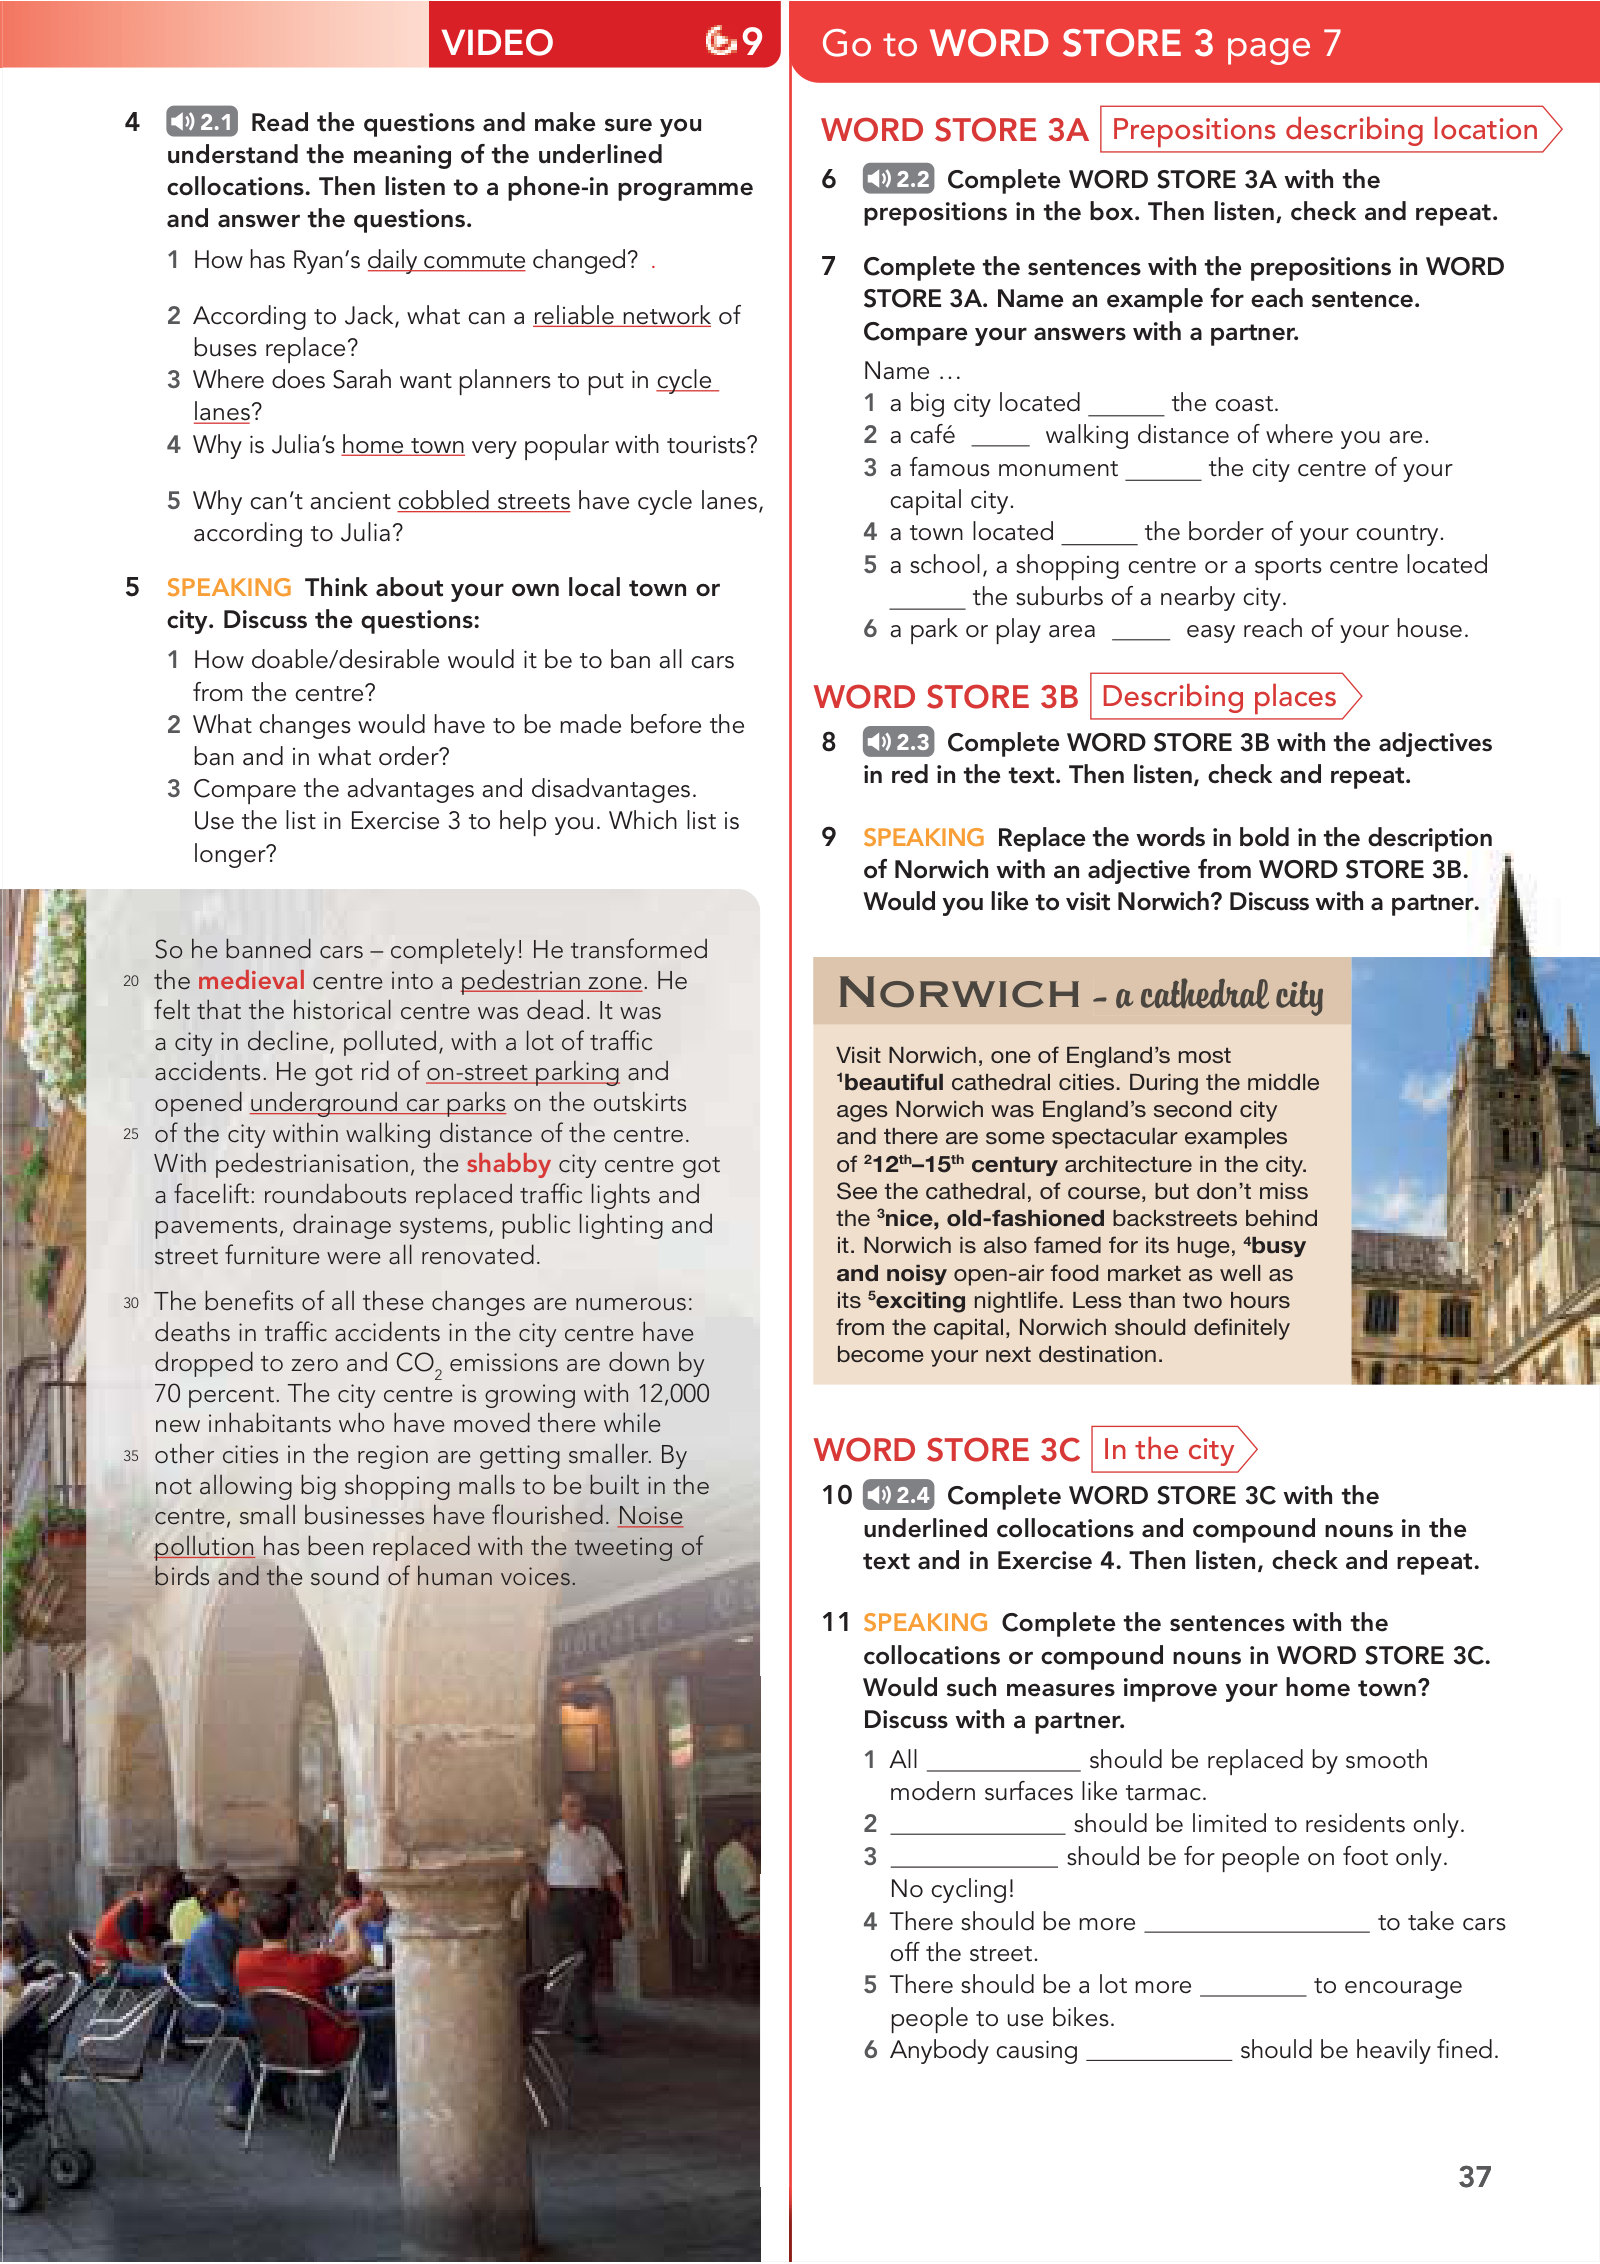 VIDEO 9
4 2.1 Read the questions and make sure you
understand the meaning of the underlined
collocations. Then listen to a phone-in programme
and answer the questions.
1 How has Ryan's daily commute changed? .
2 According to Jack, what can a reliable network of
buses replace?
3 Where does Sarah want planners to put in cycle
lanes?
4 Why is Julia's home town very popular with tourists?
5 Why can't ancient cobbled streets have cycle lanes,
according to Julia?
5 SPEAKING Think about your own local town or
city. Discuss the questions:
1 How doable/desirable would it be to ban all cars
from the centre?
2 What changes would have to be made before the
ban and in what order?
3 Compare the advantages and disadvantages.
Use the list in Exercise 3 to help you. Which list is
longer?
So he banned cars – completely! He transformed
20 the medieval centre into a pedestrian zone. He
felt that the historical centre was dead. It was
a city in decline, polluted, with a lot of traffic
accidents. He got rid of on-street parking and
opened underground car parks on the outskirts
25 of the city within walking distance of the centre.
With pedestrianisation, the shabby city centre got
a facelift: roundabouts replaced traffic lights and
pavements, drainage systems, public lighting and
street furniture were all renovated.
30 The benefits of all these changes are numerous:
deaths in traffic accidents in the city centre have
dropped to zero and CO2 emissions are down by
70 percent. The city centre is growing with 12,000
new inhabitants who have moved there while
35 other cities in the region are getting smaller. By
not allowing big shopping malls to be built in the
centre, small businesses have flourished. Noise
pollution has been replaced with the tweeting of
birds and the sound of human voices.
Go to WORD STORE 3 page 7
WORD STORE 3A Prepositions describing location
6 2.2 Complete WORD STORE 3A with the
prepositions in the box. Then listen, check and repeat.
7 Complete the sentences with the prepositions in WORD
STORE 3A. Name an example for each sentence.
Compare your answers with a partner.
Name …
1 a big city located ______ the coast.
2 a café _____ walking distance of where you are.
3 a famous monument ______ the city centre of your
capital city.
4 a town located ______ the border of your country.
5 a school, a shopping centre or a sports centre located
______ the suburbs of a nearby city.
6 a park or play area _____ easy reach of your house.
WORD STORE 3B Describing places
8 2.3 Complete WORD STORE 3B with the adjectives
in red in the text. Then listen, check and repeat.
9 SPEAKING Replace the words in bold in the description
of Norwich with an adjective from WORD STORE 3B.
Would you like to visit Norwich? Discuss with a partner.
NORWICH – a cathedral city
Visit Norwich, one of England's most
1beautiful cathedral cities. During the middle
ages Norwich was England's second city
and there are some spectacular examples
of 212th–15th century architecture in the city.
See the cathedral, of course, but don't miss
the 3nice, old-fashioned backstreets behind
it. Norwich is also famed for its huge, 4busy
and noisy open-air food market as well as
its 5exciting nightlife. Less than two hours
from the capital, Norwich should definitely
become your next destination.
WORD STORE 3C In the city
10 2.4 Complete WORD STORE 3C with the
underlined collocations and compound nouns in the
text and in Exercise 4. Then listen, check and repeat.
11 SPEAKING Complete the sentences with the
collocations or compound nouns in WORD STORE 3C.
Would such measures improve your home town?
Discuss with a partner.
1 All ____________ should be replaced by smooth
modern surfaces like tarmac.
2 ______________ should be limited to residents only.
3 _____________ should be for people on foot only.
No cycling!
4 There should be more __________________ to take cars
off the street.
5 There should be a lot more ________ to encourage
people to use bikes.
6 Anybody causing ___________ should be heavily fined.
37